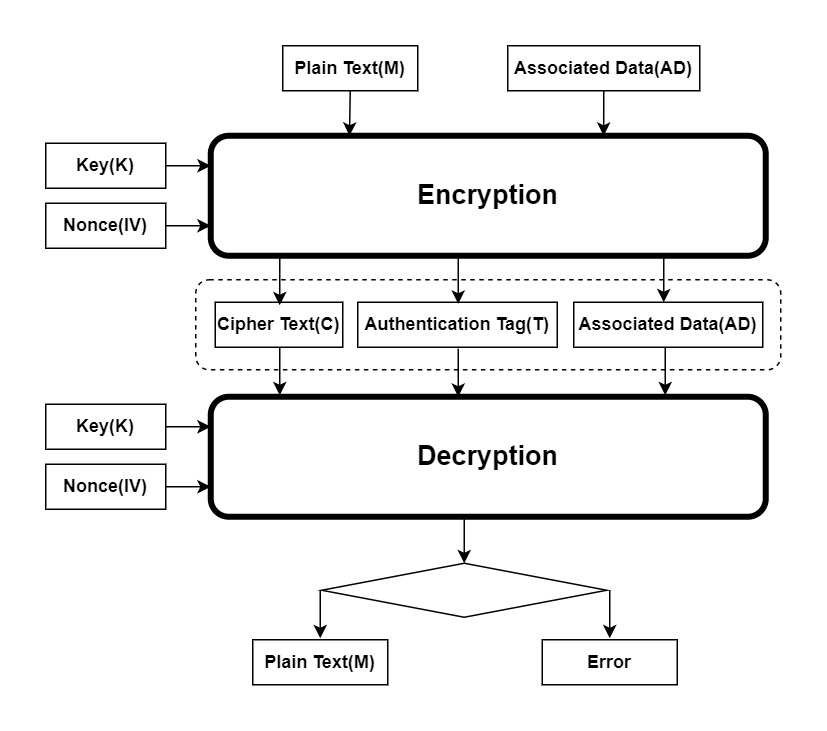 Plain Text(M)
Associated Data(AD)
Key(K)
Encryption
Nonce(IV)
Cipher Text(C)
Authentication Tag(T)
Associated Data(AD)
Key(K)
Decryption
Nonce(IV)
Plain Text(M)
Error